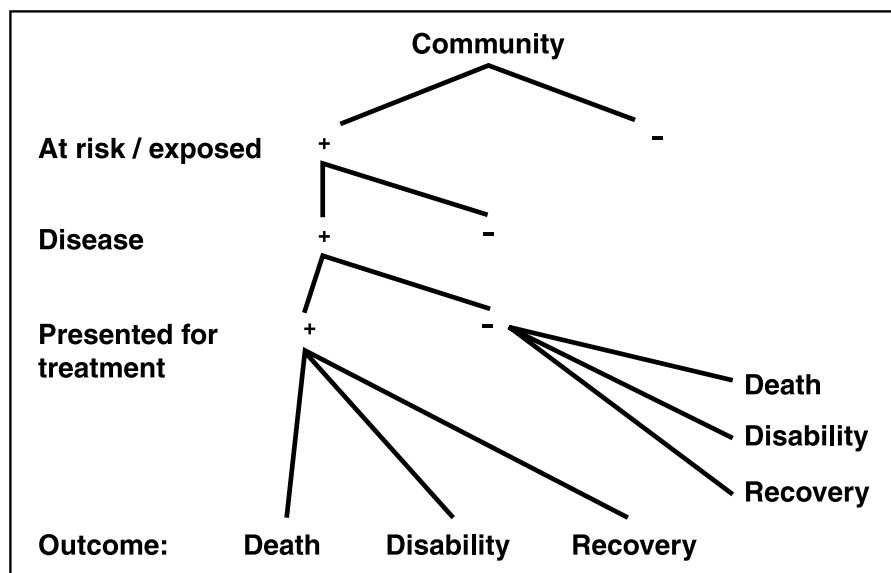 Community
At risk / exposed + -
Disease + -
Presented for + -
treatment
Death
Disability
Recovery
Outcome: Death Disability Recovery